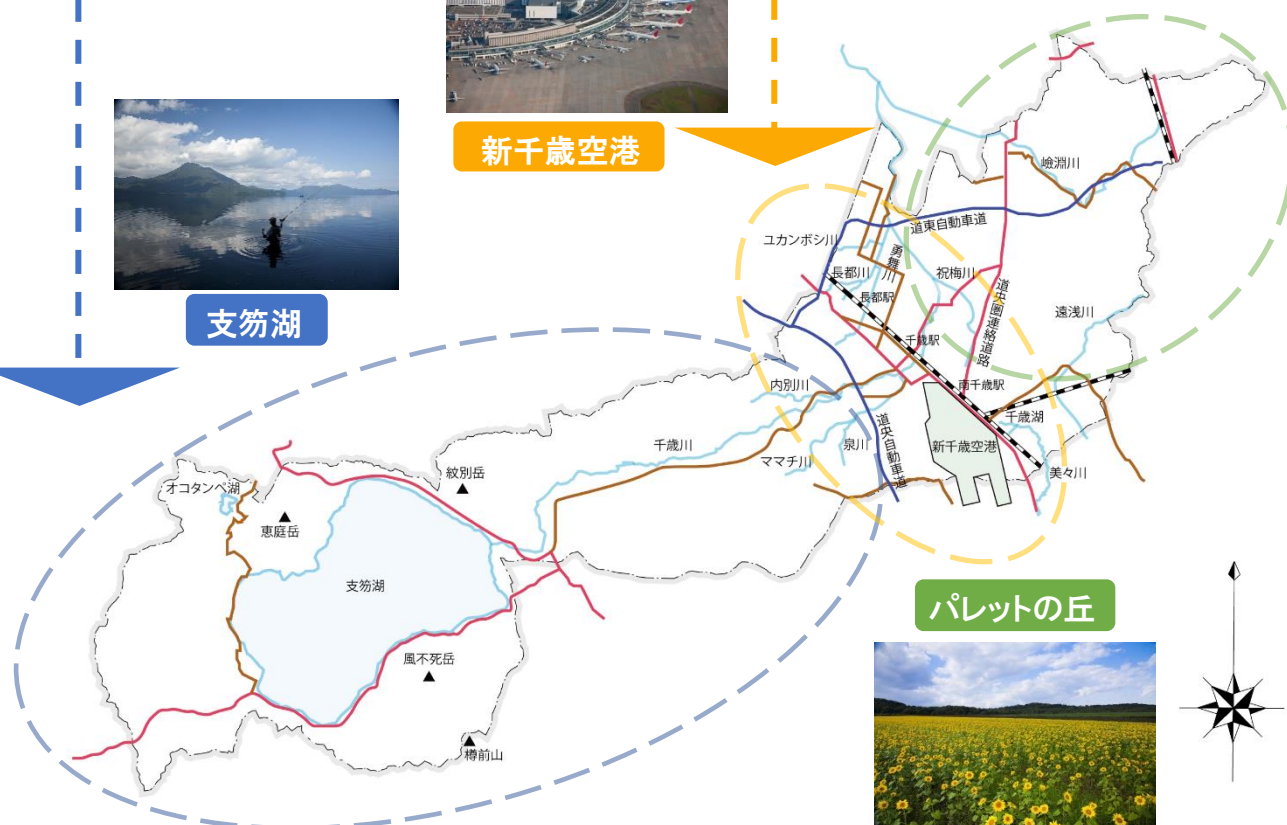 新千歳空港
支笏湖
嶮淵川
道東自動車道
ユカンボシ川
勇舞川
長都川
祝梅川
長都駅
道央圏連絡道路
遠浅川
千歳駅
内別川
南千歳駅
千歳湖
千歳川
泉川
道央自動車道
新千歳空港
ママチ川
美々川
紋別岳
オコタンペ湖
恵庭岳
支笏湖
風不死岳
樽前山
パレットの丘